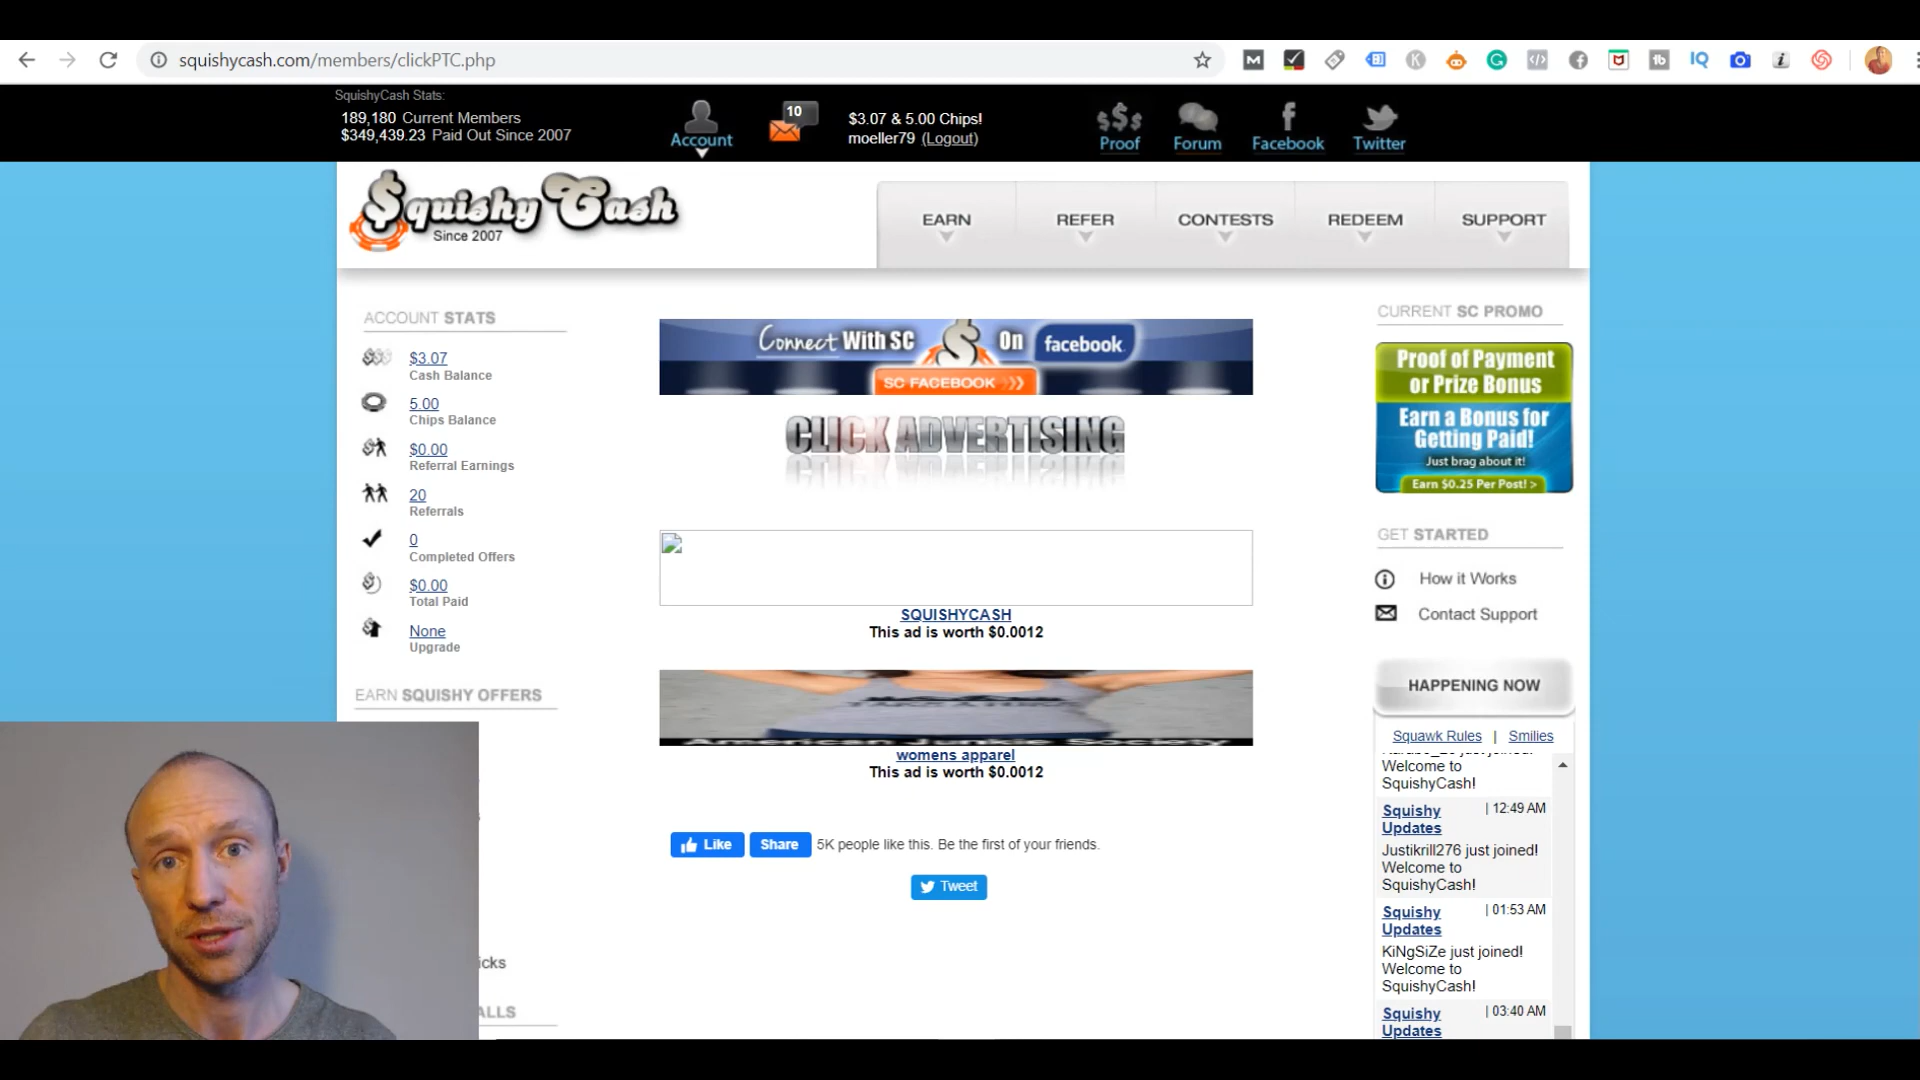 squishycash.com/members/clickPTC.php
SquishyCash Stats:
189,180 Current Members
$349,439.23 Paid Out Since 2007
Account
10
$3.07 & 5.00 Chips!
moeller79 (Logout)
Proof
Forum
Facebook
Twitter
$quishy Cash
Since 2007
EARN
REFER
CONTESTS
REDEEM
SUPPORT
ACCOUNT STATS
$3.07
Cash Balance
5.00
Chips Balance
$0.00
Referral Earnings
20
Referrals
0
Completed Offers
$0.00
Total Paid
None
Upgrade
EARN SQUISHY OFFERS
icks
ALLS
Connect With SC $ On facebook
SC FACEBOOK >>>
CLICK ADVERTISING
SQUISHYCASH
This ad is worth $0.0012
American Junkie Society
womens apparel
This ad is worth $0.0012
Like
Share
5K people like this. Be the first of your friends.
Tweet
CURRENT SC PROMO
Proof of Payment
or Prize Bonus
Earn a Bonus for
Getting Paid!
Just brag about it!
Earn $0.25 Per Post! >
GET STARTED
How it Works
Contact Support
HAPPENING NOW
Squawk Rules | Smilies
Welcome to
SquishyCash!
Squishy Updates | 12:49 AM
Justikrill276 just joined!
Welcome to
SquishyCash!
Squishy Updates | 01:53 AM
KiNgSiZe just joined!
Welcome to
SquishyCash!
Squishy Updates | 03:40 AM